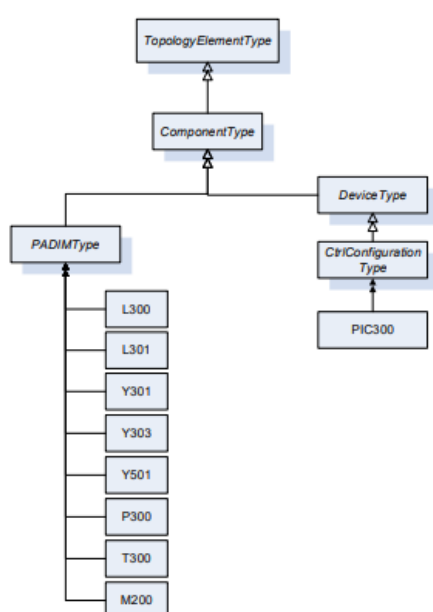 TopologyElementType
ComponentType
DeviceType
PADIMType
CtrlConfiguration
Type
L300
PIC300
L301
Y301
Y303
Y501
P300
T300
M200